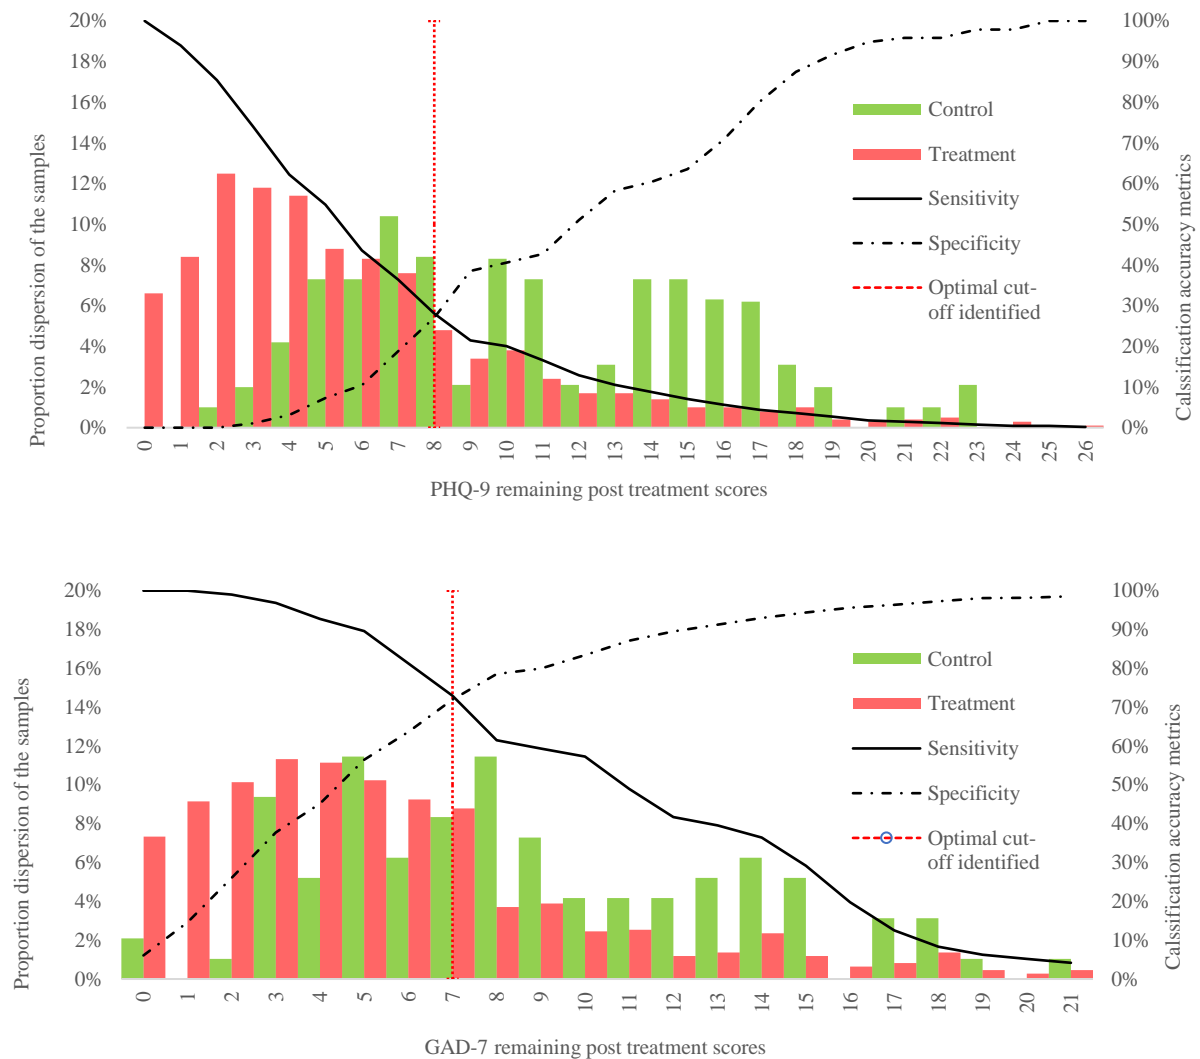 20%
18%
16%
14%
12%
10%
8%
6%
4%
2%
0%
Proportion dispersion of the samples
100%
90%
80%
70%
60%
50%
40%
30%
20%
10%
0%
Calssification accuracy metrics
Control
Treatment
Sensitivity
Specificity
Optimal cut-
off identified
0 1 2 3 4 5 6 7 8 9 10 11 12 13 14 15 16 17 18 19 20 21 22 23 24 25 26
PHQ-9 remaining post treatment scores
20%
18%
16%
14%
12%
10%
8%
6%
4%
2%
0%
Proportion dispersion of the samples
100%
90%
80%
70%
60%
50%
40%
30%
20%
10%
0%
Calssification accuracy metrics
Control
Treatment
Sensitivity
Specificity
Optimal cut-
off identified
0 1 2 3 4 5 6 7 8 9 10 11 12 13 14 15 16 17 18 19 20 21
GAD-7 remaining post treatment scores